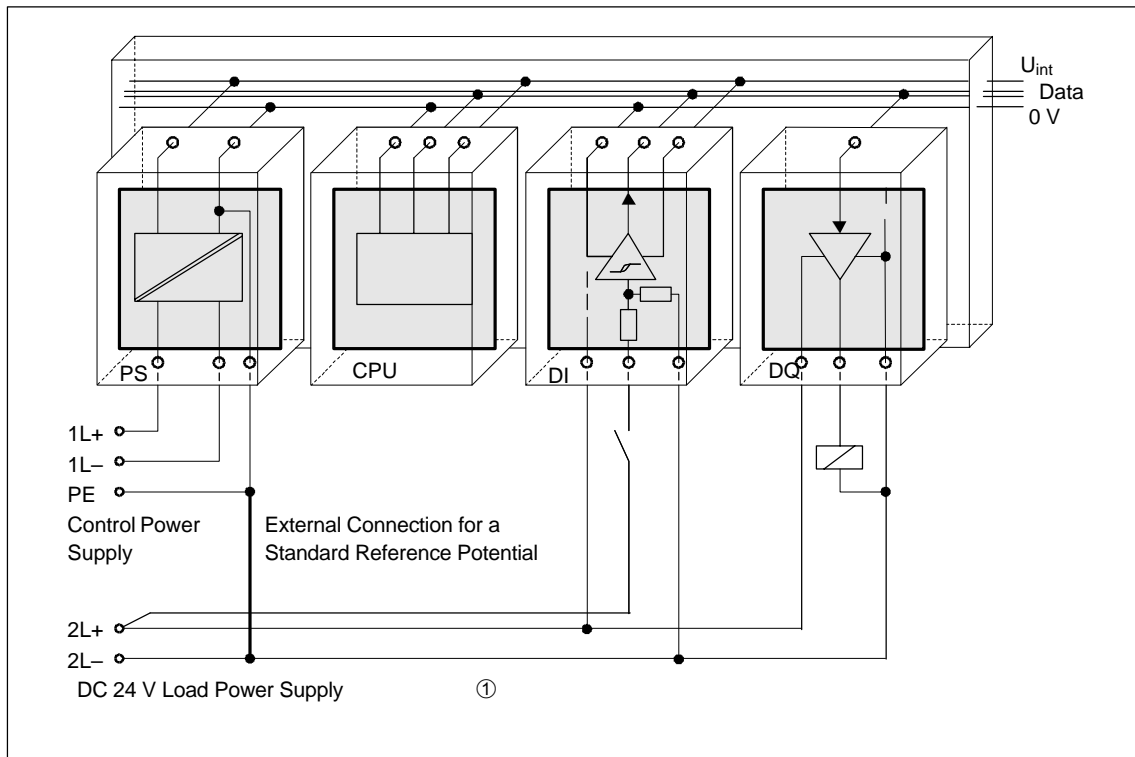 Uint
Data
0 V
PS
CPU
DI
DQ
1L+
1L–
PE
Control Power
Supply
External Connection for a
Standard Reference Potential
2L+
2L–
DC 24 V Load Power Supply ①